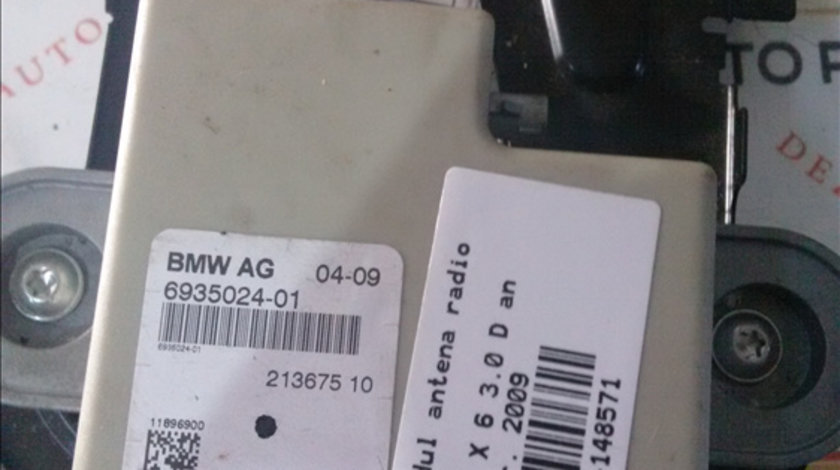 AUTO
TO P
DE
BMW AG 04-09
6935024-01
6935024-01
213675 10
11896900
dul antena radio
X 6 3.0 D an
. 2009
148571